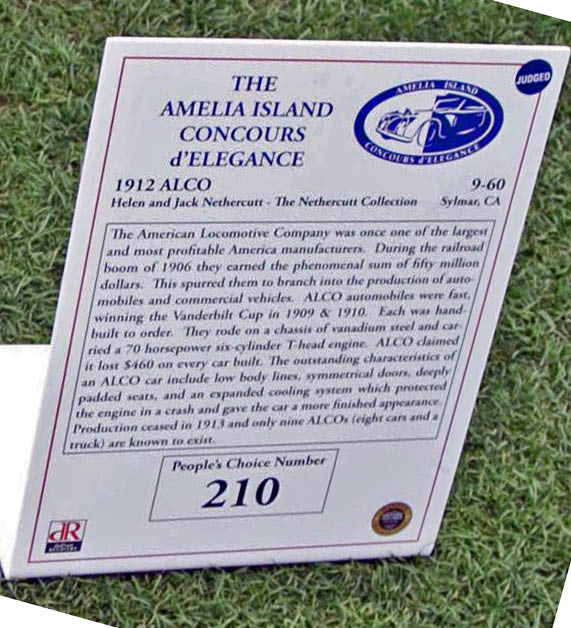 JUDGED
THE
AMELIA ISLAND
CONCOURS
d'ELEGANCE
AMELIA ISLAND
CONCOURS d'ELEGANCE
1912 ALCO 9-60
Helen and Jack Nethercutt - The Nethercutt Collection Sylmar, CA
The American Locomotive Company was once one of the largest
and most profitable America manufacturers. During the railroad
boom of 1906 they earned the phenomenal sum of fifty million
dollars. This spurred them to branch into the production of auto-
mobiles and commercial vehicles. ALCO automobiles were fast,
winning the Vanderbilt Cup in 1909 & 1910. Each was hand-
built to order. They rode on a chassis of vanadium steel and car-
ried a 70 horsepower six-cylinder T-head engine. ALCO claimed
it lost $460 on every car built. The outstanding characteristics of
an ALCO car include low body lines, symmetrical doors, deeply
padded seats, and an expanded cooling system which protected
the engine in a crash and gave the car a more finished appearance.
Production ceased in 1913 and only nine ALCOs (eight cars and a
truck) are known to exist.
People's Choice Number
210
dR